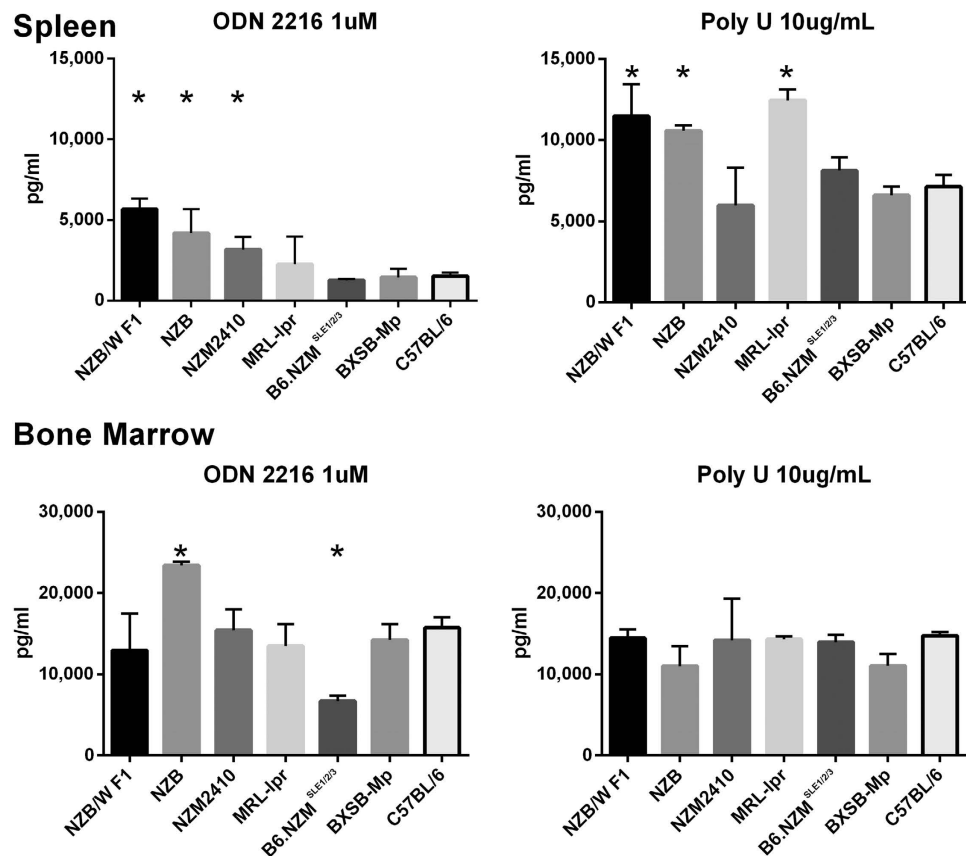 Spleen
ODN 2216 1uM
Poly U 10ug/mL
15,000
10,000
5,000
0
pg/ml
* * *
NZB/W F1
NZB
NZM2410
MRL-lpr
B6.NZM SLE1/2/3
BXSB-Mp
C57BL/6
15,000
10,000
5,000
0
pg/ml
* * *
NZB/W F1
NZB
NZM2410
MRL-lpr
B6.NZM SLE1/2/3
BXSB-Mp
C57BL/6
Bone Marrow
ODN 2216 1uM
Poly U 10ug/mL
30,000
20,000
10,000
0
pg/ml
* *
NZB/W F1
NZB
NZM2410
MRL-lpr
B6.NZM SLE1/2/3
BXSB-Mp
C57BL/6
30,000
20,000
10,000
0
pg/ml
NZB/W F1
NZB
NZM2410
MRL-lpr
B6.NZM SLE1/2/3
BXSB-Mp
C57BL/6